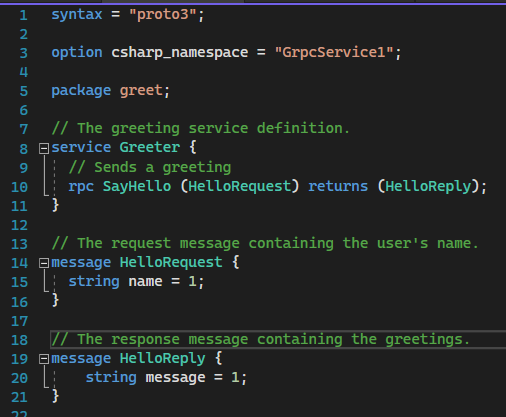 1 syntax = "proto3";
2
3 option csharp_namespace = "GrpcService1";
4
5 package greet;
6
7 // The greeting service definition.
8 service Greeter {
9   // Sends a greeting
10   rpc SayHello (HelloRequest) returns (HelloReply);
11 }
12
13 // The request message containing the user's name.
14 message HelloRequest {
15   string name = 1;
16 }
17
18 // The response message containing the greetings.
19 message HelloReply {
20     string message = 1;
21 }
22